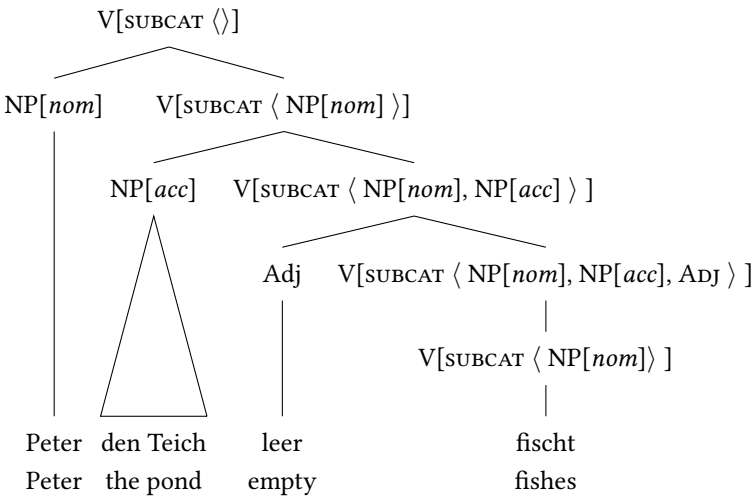 V[SUBCAT ⟨⟩]
NP[nom] V[SUBCAT ⟨ NP[nom] ⟩]
NP[acc] V[SUBCAT ⟨ NP[nom], NP[acc] ⟩ ]
Adj V[SUBCAT ⟨ NP[nom], NP[acc], ADJ ⟩ ]
V[SUBCAT ⟨ NP[nom]⟩ ]
Peter den Teich leer fischt
Peter the pond empty fishes